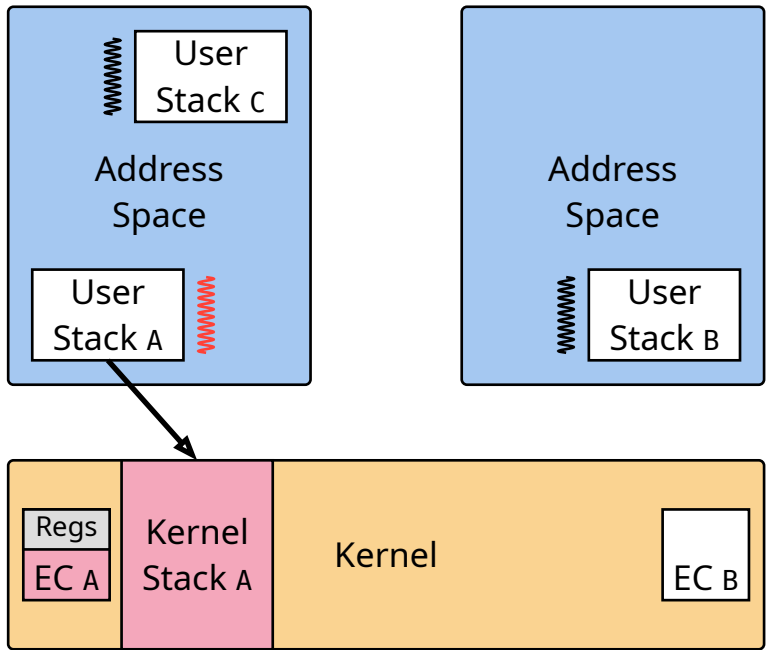 User
Stack C
Address
Space
User
Stack A
Address
Space
User
Stack B
Regs
EC A
Kernel
Stack A
Kernel
EC B